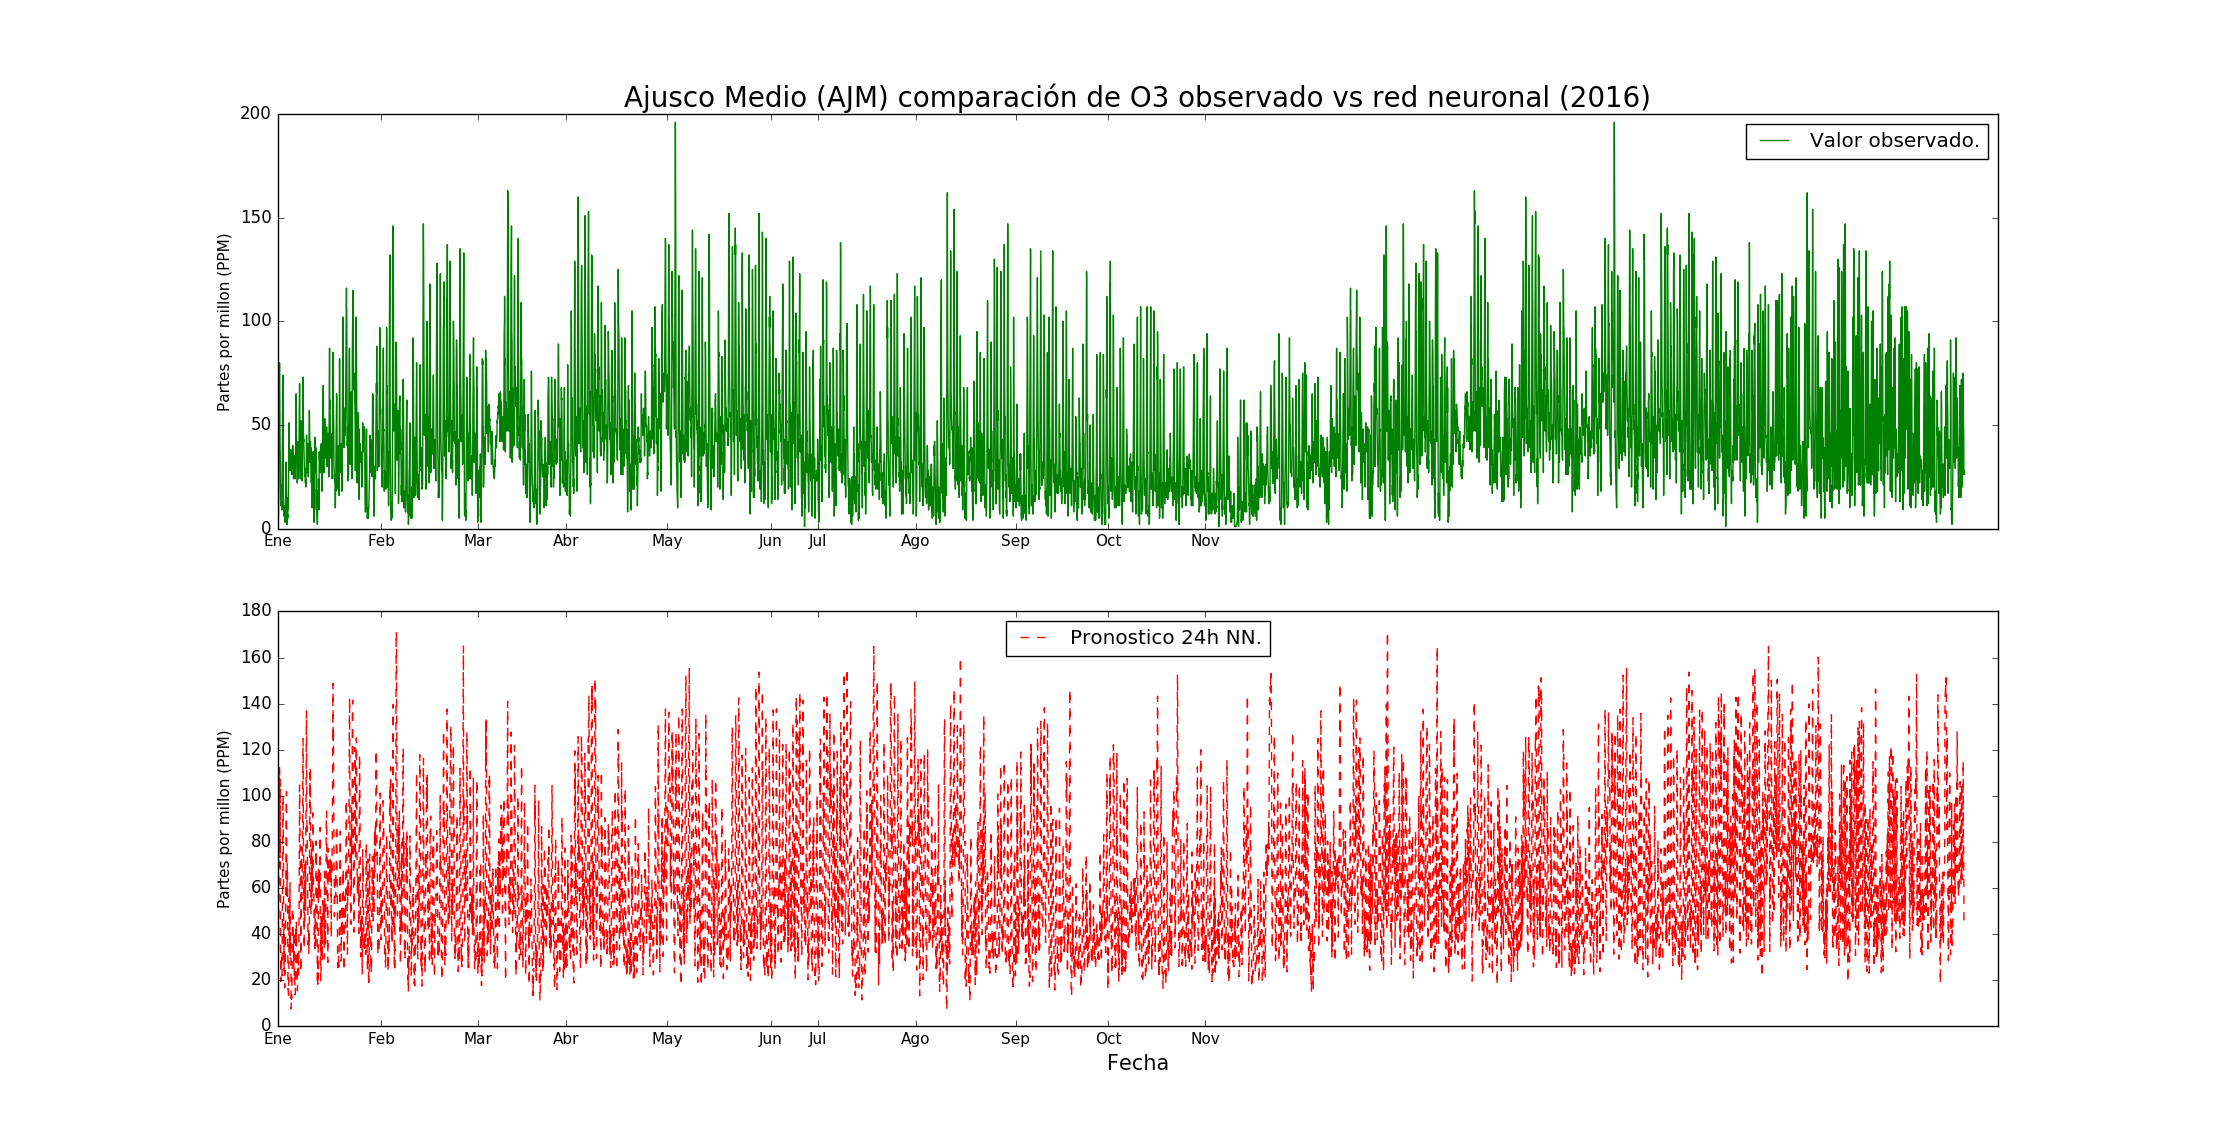 Ajusco Medio (AJM) comparación de O3 observado vs red neuronal (2016)
200
150
100
50
0
Partes por millon (PPM)
Valor observado.
Ene Feb Mar Abr May Jun Jul Ago Sep Oct Nov
180
160
140
120
100
80
60
40
20
0
Partes por millon (PPM)
Pronostico 24h NN.
Ene Feb Mar Abr May Jun Jul Ago Sep Oct Nov
Fecha